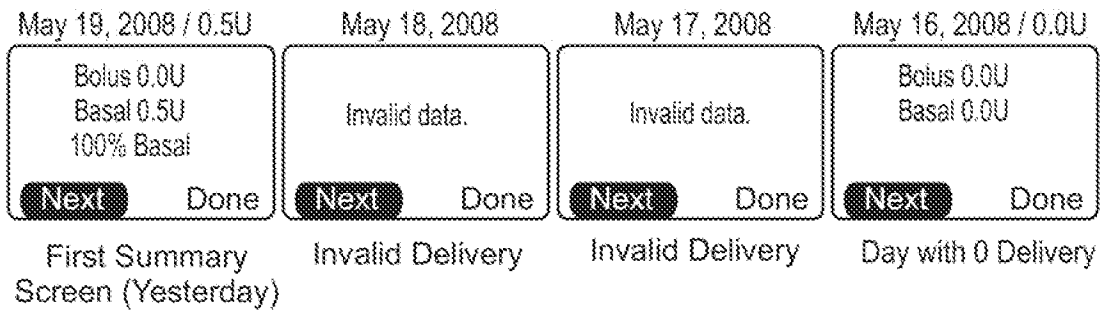 May 19, 2008 / 0.5U
Bolus 0.0U
Basal 0.5U
100% Basal
Next Done
First Summary
Screen (Yesterday)
May 18, 2008
Invalid data.
Next Done
Invalid Delivery
May 17, 2008
Invalid data.
Next Done
Invalid Delivery
May 16, 2008 / 0.0U
Bolus 0.0U
Basal 0.0U
Next Done
Day with 0 Delivery